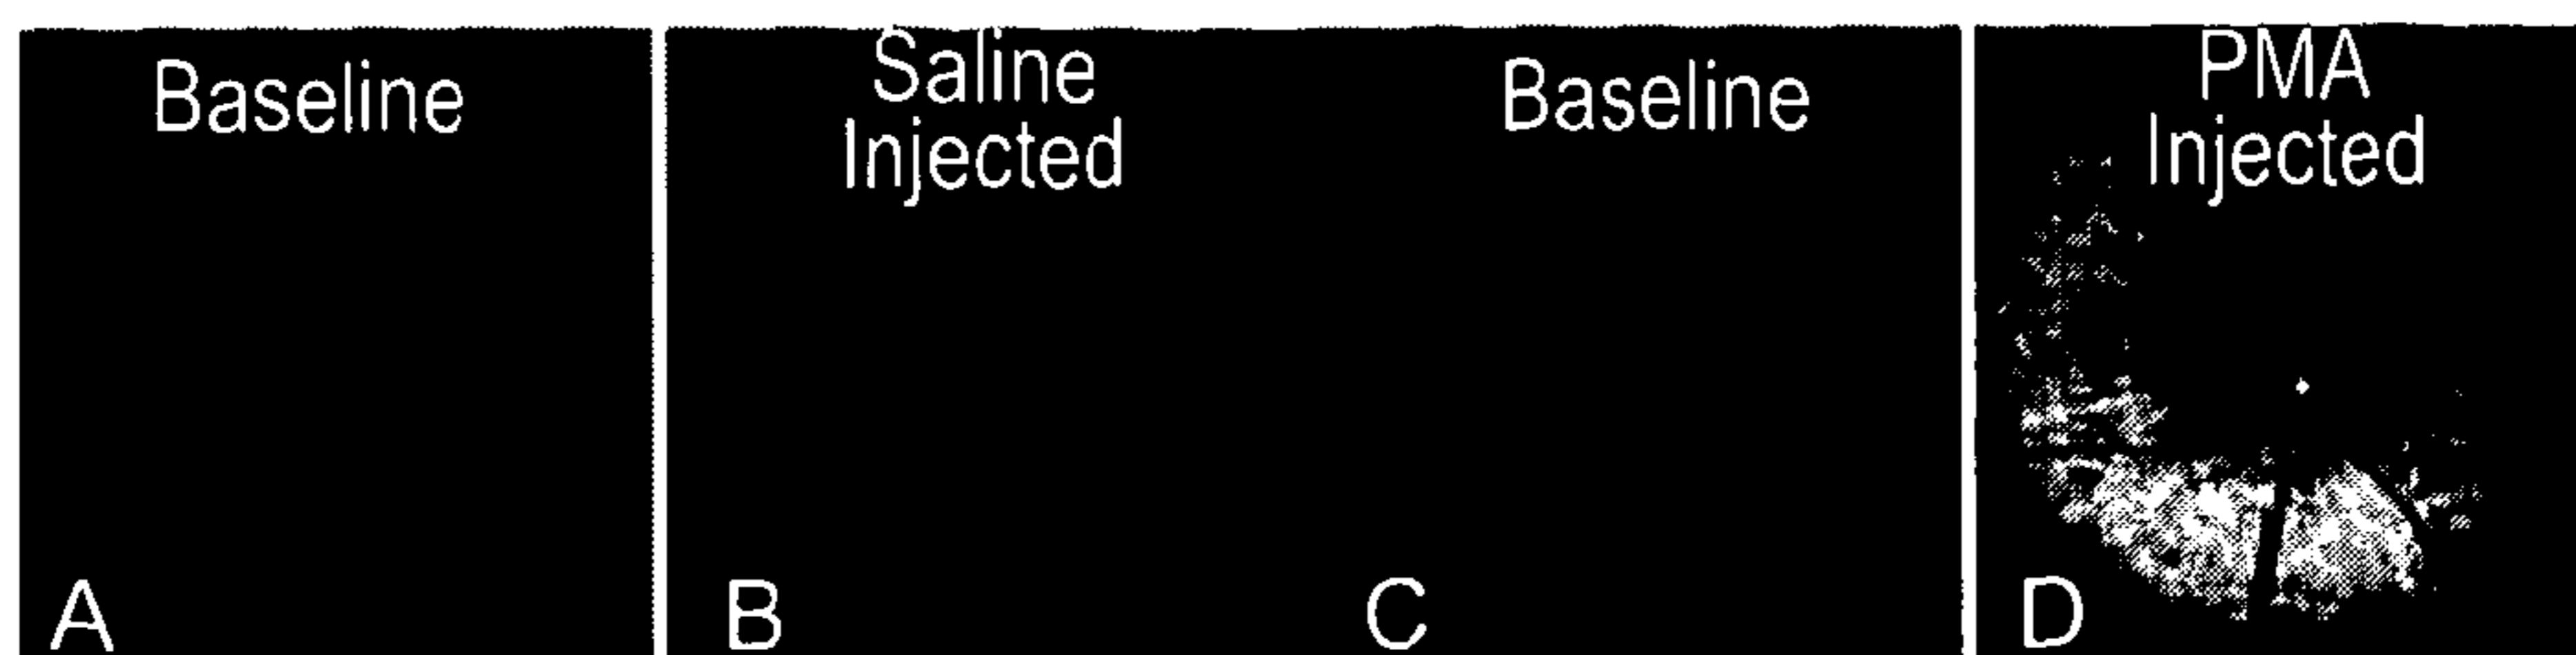 Baseline
Saline
Injected
Baseline
PMA
Injected
A
B
C
D